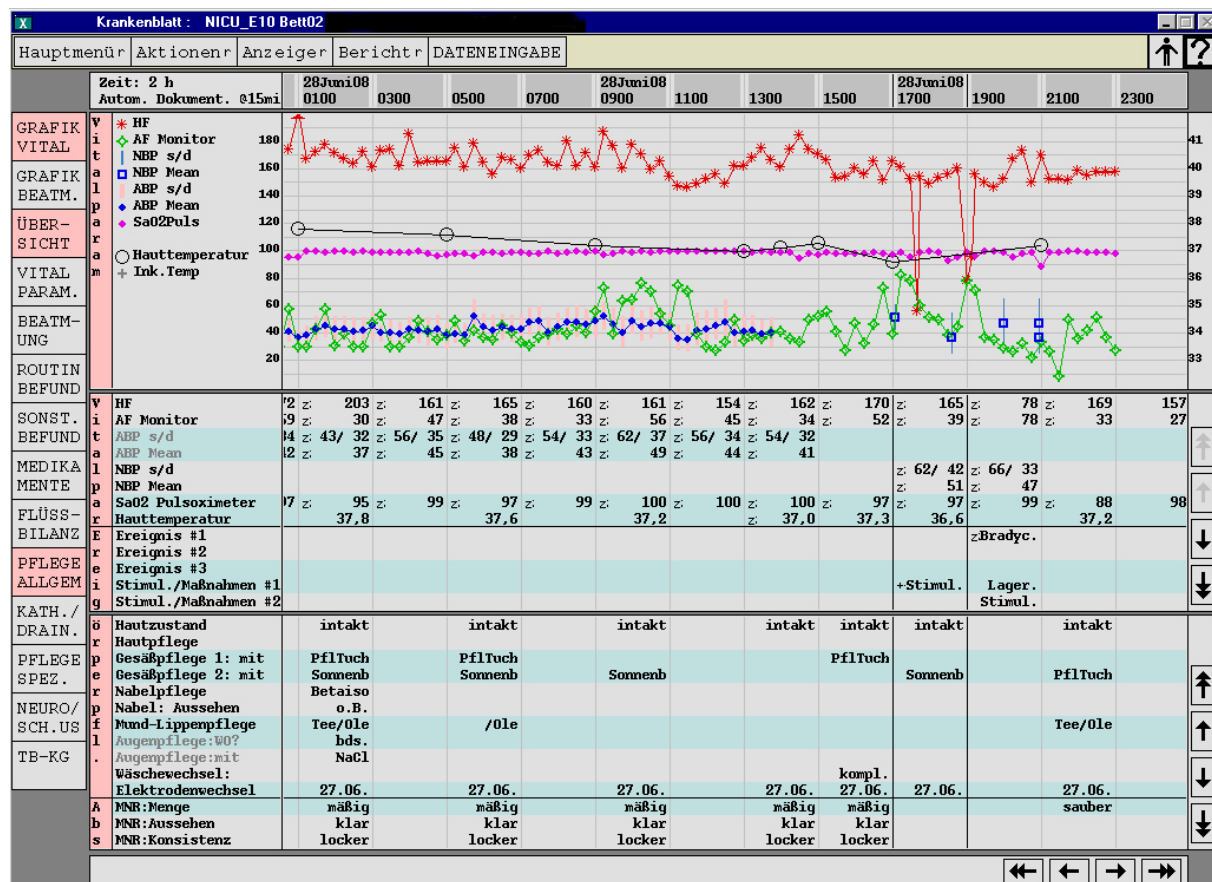 Krankenblatt : NICU_E10 Bett02
Hauptmenür Aktionenr Anzeiger Berichtr DATENEINGABE
Zeit: 2 h 28Juni08 28Juni08 28Juni08
Autom. Dokument. @15mi 0100 0300 0500 0700 0900 1100 1300 1500 1700 1900 2100 2300
GRAFIK VITAL
GRAFIK BEATM.
ÜBER- SICHT
VITAL PARAM.
BEATM- UNG
ROUTIN BEFUND
SONST. BEFUND
MEDIKA MENTE
FLÜSS- BILANZ
PFLEGE ALLGEM
KATH./ DRAIN.
PFLEGE SPEZ.
NEURO/ SCH.US
TB-KG
Vitalparam
HF
AF Monitor
NBP s/d
NBP Mean
ABP s/d
ABP Mean
SaO2Puls
Hauttemperatur
Ink.Temp
180 41
160 40
140 39
120 38
100 37
80 36
60 35
40 34
20 33
Vitalpar
HF 72 z: 203 z: 161 z: 165 z: 160 z: 161 z: 154 z: 162 z: 170 z: 165 z: 78 z: 169 157
AF Monitor 59 z: 30 z: 47 z: 38 z: 33 z: 56 z: 45 z: 34 z: 52 z: 39 z: 78 z: 33 27
ABP s/d 34 z: 43/ 32 z: 56/ 35 z: 48/ 29 z: 54/ 33 z: 62/ 37 z: 56/ 34 z: 54/ 32
ABP Mean 42 z: 37 z: 45 z: 38 z: 43 z: 49 z: 44 z: 41
NBP s/d z: 62/ 42 z: 66/ 33
NBP Mean z: 51 z: 47
SaO2 Pulsoximeter 97 z: 95 z: 99 z: 97 z: 99 z: 100 z: 100 z: 100 z: 97 z: 97 z: 99 z: 88 98
Hauttemperatur 37,8 37,6 37,2 z: 37,0 37,3 36,6 37,2
Ereig
Ereignis #1 zBradyc.
Ereignis #2
Ereignis #3
Stimul./Maßnahmen #1 +Stimul. Lager.
Stimul./Maßnahmen #2 Stimul.
örperpfl.
Hautzustand intakt intakt intakt intakt intakt intakt intakt
Hautpflege
Gesäßpflege 1: mit PflTuch PflTuch PflTuch
Gesäßpflege 2: mit Sonnenb Sonnenb Sonnenb Sonnenb PflTuch
Nabelpflege Betaiso
Nabel: Aussehen o.B.
Mund-Lippenpflege Tee/Ole /Ole Tee/Ole
Augenpflege:WO? bds.
Augenpflege:mit NaCl
Wäschewechsel: kompl.
Elektrodenwechsel 27.06. 27.06. 27.06. 27.06. 27.06. 27.06. 27.06.
Abs
MNR:Menge mäßig mäßig mäßig mäßig mäßig sauber
MNR:Aussehen klar klar klar klar klar
MNR:Konsistenz locker locker locker locker locker